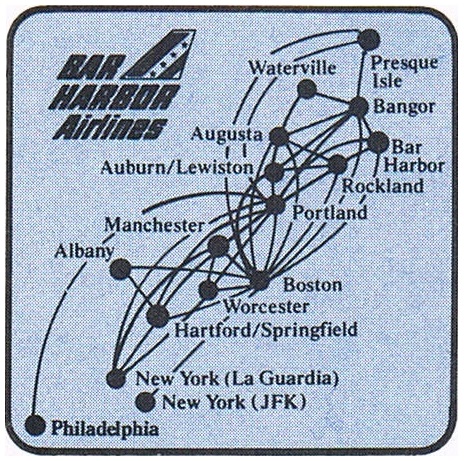 BAR
HARBOR
Airlines
Waterville
Presque
Isle
Bangor
Augusta
Bar
Harbor
Auburn/Lewiston
Rockland
Portland
Manchester
Albany
Boston
Worcester
Hartford/Springfield
New York (La Guardia)
New York (JFK)
Philadelphia